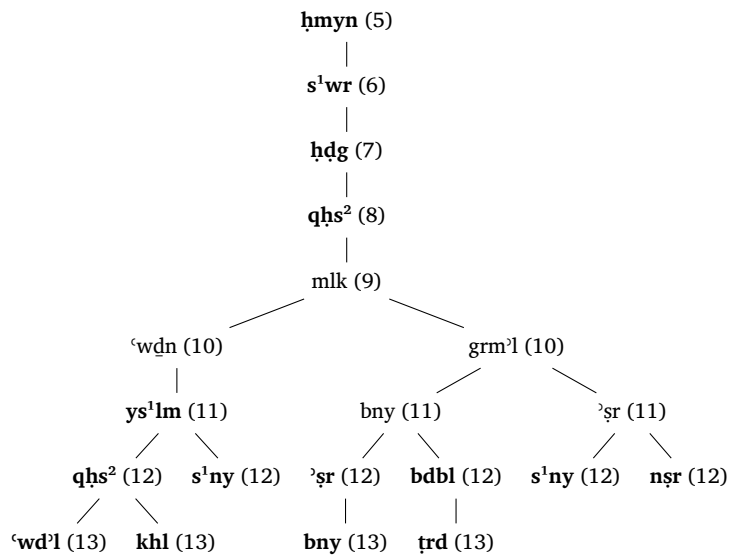 ḥmyn (5)
s¹wr (6)
ḥḍg (7)
qḥs² (8)
mlk (9)
ʿwḏn (10) grmʾl (10)
ys¹lm (11) bny (11) ʾṣr (11)
qḥs² (12) s¹ny (12) ʾṣr (12) bdbl (12) s¹ny (12) nṣr (12)
ʿwdʾl (13) khl (13) bny (13) ṭrd (13)